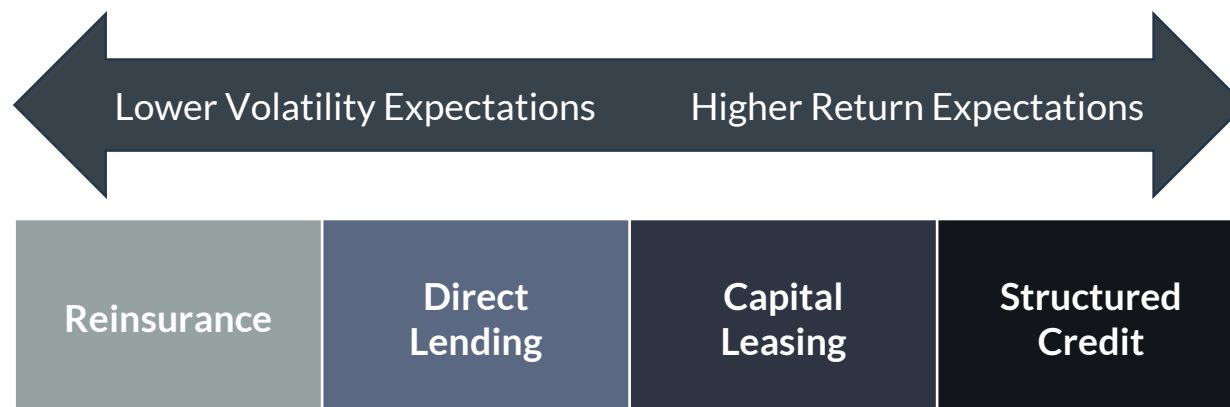 Lower Volatility Expectations Higher Return Expectations
Reinsurance
Direct
Lending
Capital
Leasing
Structured
Credit